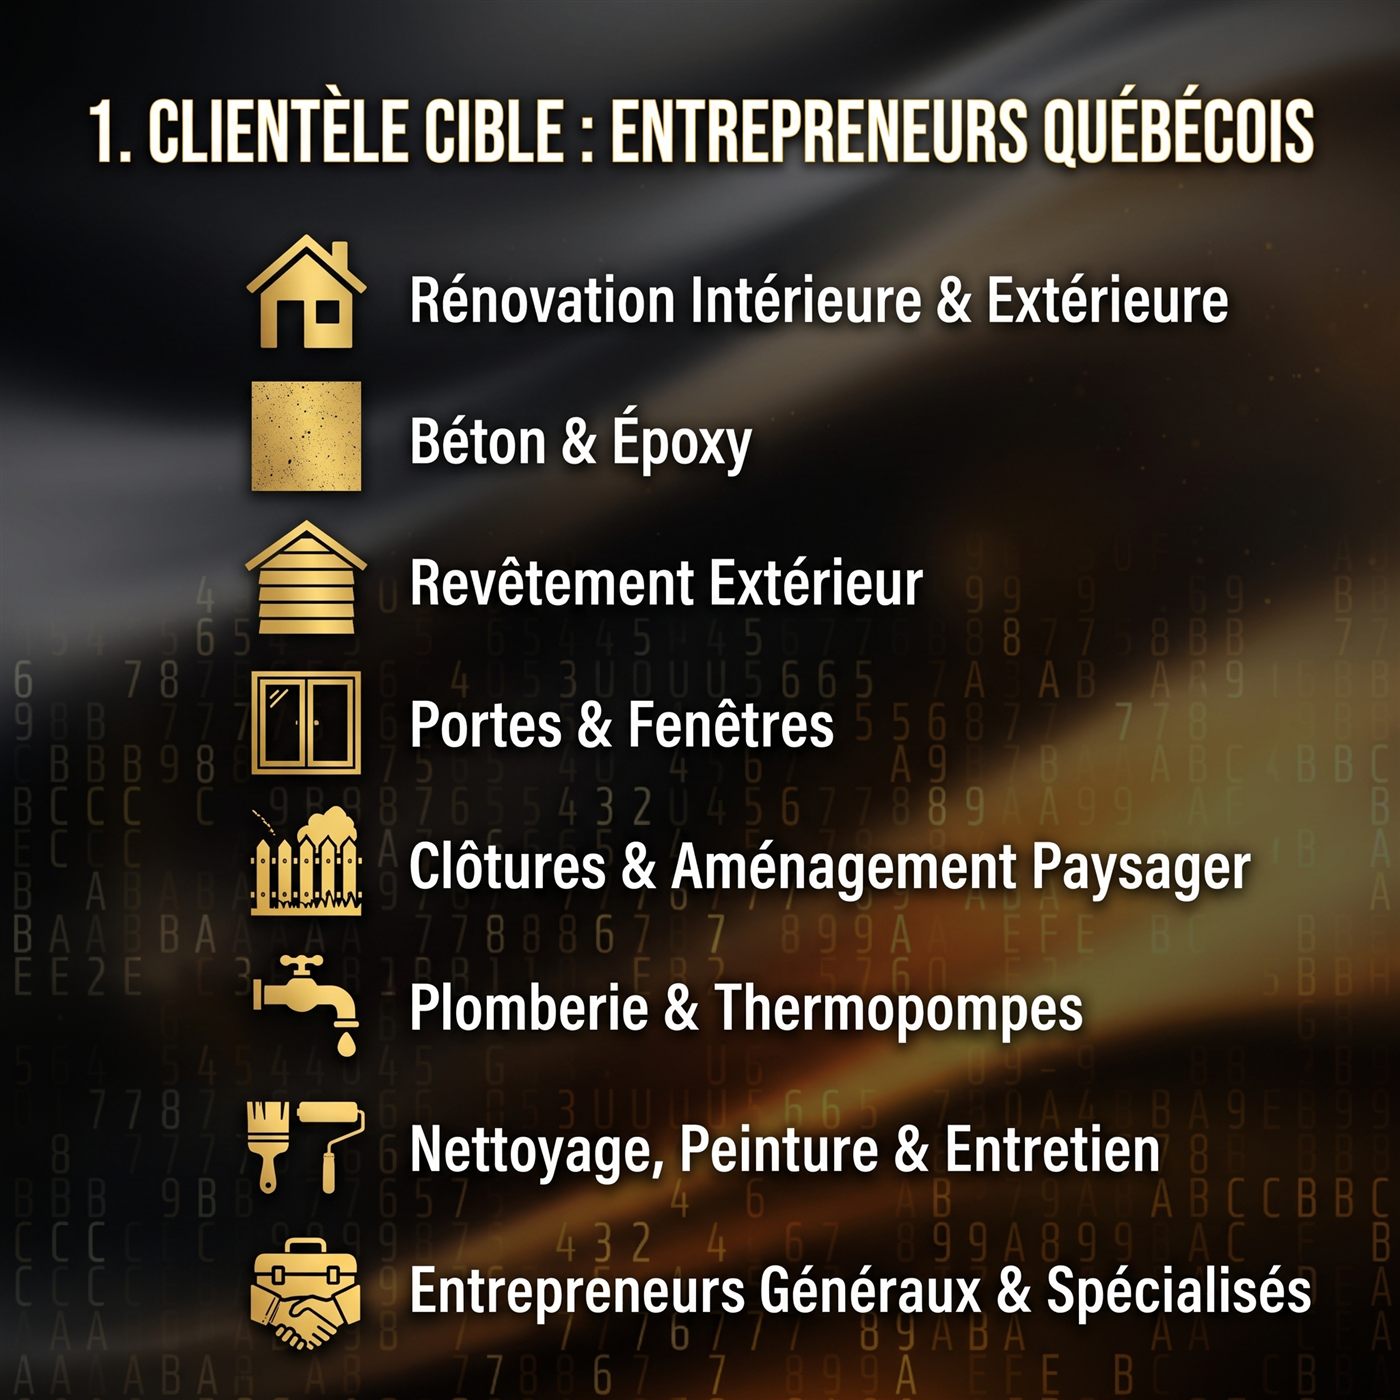 1. CLIENTÈLE CIBLE : ENTREPRENEURS QUÉBÉCOIS
Rénovation Intérieure & Extérieure
Béton & Époxy
Revêtement Extérieur
Portes & Fenêtres
Clôtures & Aménagement Paysager
Plomberie & Thermopompes
Nettoyage, Peinture & Entretien
Entrepreneurs Généraux & Spécialisés